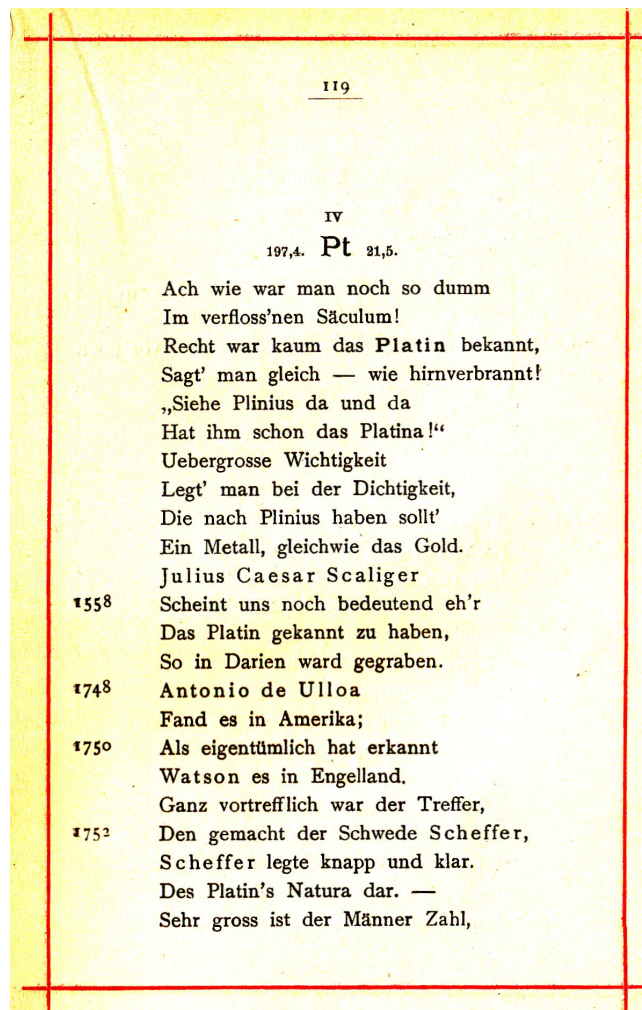 119
IV
197,4. Pt 21,5.
Ach wie war man noch so dumm
Im verfloss'nen Säculum!
Recht war kaum das Platin bekannt,
Sagt' man gleich — wie hirnverbrannt!
„Siehe Plinius da und da
Hat ihm schon das Platina!“
Uebergrosse Wichtigkeit
Legt' man bei der Dichtigkeit,
Die nach Plinius haben sollt'
Ein Metall, gleichwie das Gold.
Julius Caesar Scaliger
1558 Scheint uns noch bedeutend eh'r
Das Platin gekannt zu haben,
So in Darien ward gegraben.
1748 Antonio de Ulloa
Fand es in Amerika;
1750 Als eigentümlich hat erkannt
Watson es in Engelland.
Ganz vortrefflich war der Treffer,
1752 Den gemacht der Schwede Scheffer,
Scheffer legte knapp und klar.
Des Platin's Natura dar. —
Sehr gross ist der Männer Zahl,